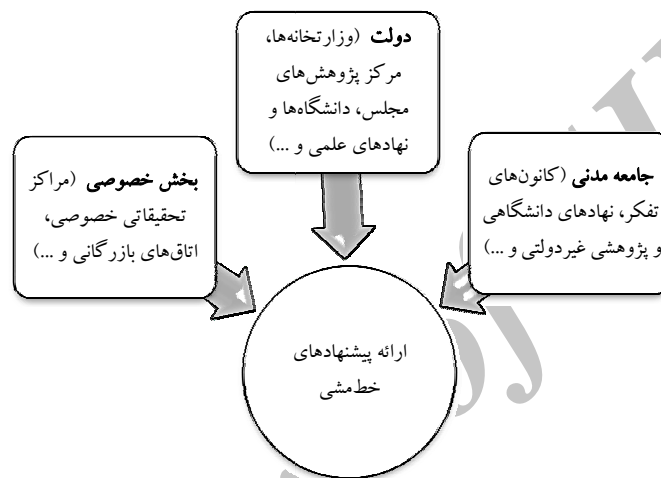 دولت (وزارتخانه‌ها،
مرکز پژوهش‌های
مجلس، دانشگاه‌ها و
نهادهای علمی و ...)
جامعه مدنی (کانون‌های
تفکر، نهادهای دانشگاهی
و پژوهشی غیردولتی و ...)
بخش خصوصی (مراکز
تحقیقاتی خصوصی،
اتاق‌های بازرگانی و ...)
ارائه پیشنهادهای
خط‌مشی